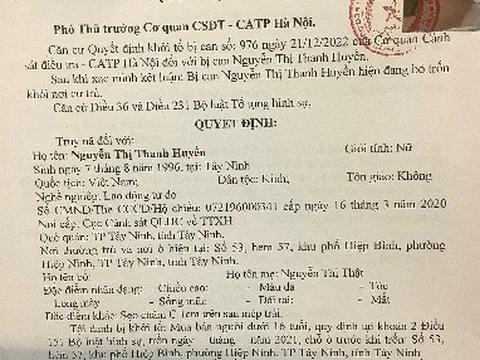 Phó Thủ trưởng Cơ quan CSĐT - CATP Hà Nội.
Căn cứ Quyết định khởi tố bị can số: 976 ngày 21/12/2022 của Cơ quan Cảnh
sát điều tra - CATP Hà Nội đối với bị can Nguyễn Thị Thanh Huyền.
Sau khi xác minh kết luận: Bị can Nguyễn Thị Thanh Huyền hiện đang bỏ trốn
khỏi nơi cư trú.
Căn cứ Điều 36 và Điều 231 Bộ luật Tố tụng hình sự,
QUYẾT ĐỊNH:
Truy nã đối với:
Họ tên: Nguyễn Thị Thanh Huyền Giới tính: Nữ
Sinh ngày 7 tháng 8 năm 1996, tại: Tây Ninh
Quốc tịch: Việt Nam; Dân tộc: Kinh; Tôn giáo: Không
Nghề nghiệp: Lao động tự do
Số CMND/Thẻ CCCD/Hộ chiếu: 072196000341 cấp ngày 16 tháng 3 năm 2020
Nơi cấp: Cục Cảnh sát QLHC về TTXH
Quê quán: TP Tây Ninh, tỉnh Tây Ninh.
Nơi thường trú và nơi ở hiện tại: Số 53, hẻm 37, khu phố Hiệp Bình, phường
Hiệp Ninh, TP Tây Ninh, tỉnh Tây Ninh.
Họ tên bố: Họ tên mẹ: Nguyễn Thị Thật
Đặc điểm nhận dạng: - Chiều cao: - Màu da - Tóc
- Lông mày - Sống mũi: - Dái tai: - Mắt
Đặc điểm khác: Sẹo chấm C 1cm trên sau mép trái.
Tội danh bị khởi tố: Mua bán người dưới 16 tuổi, quy định tại khoản 2 Điều
151 Bộ luật hình sự, trên ngày tháng năm 2021, chỗ ở trước khi trốn: Số
53, hẻm 37, khu phố Hiệp Bình, phường Hiệp Ninh, TP Tây Ninh, tỉnh Tây Ninh